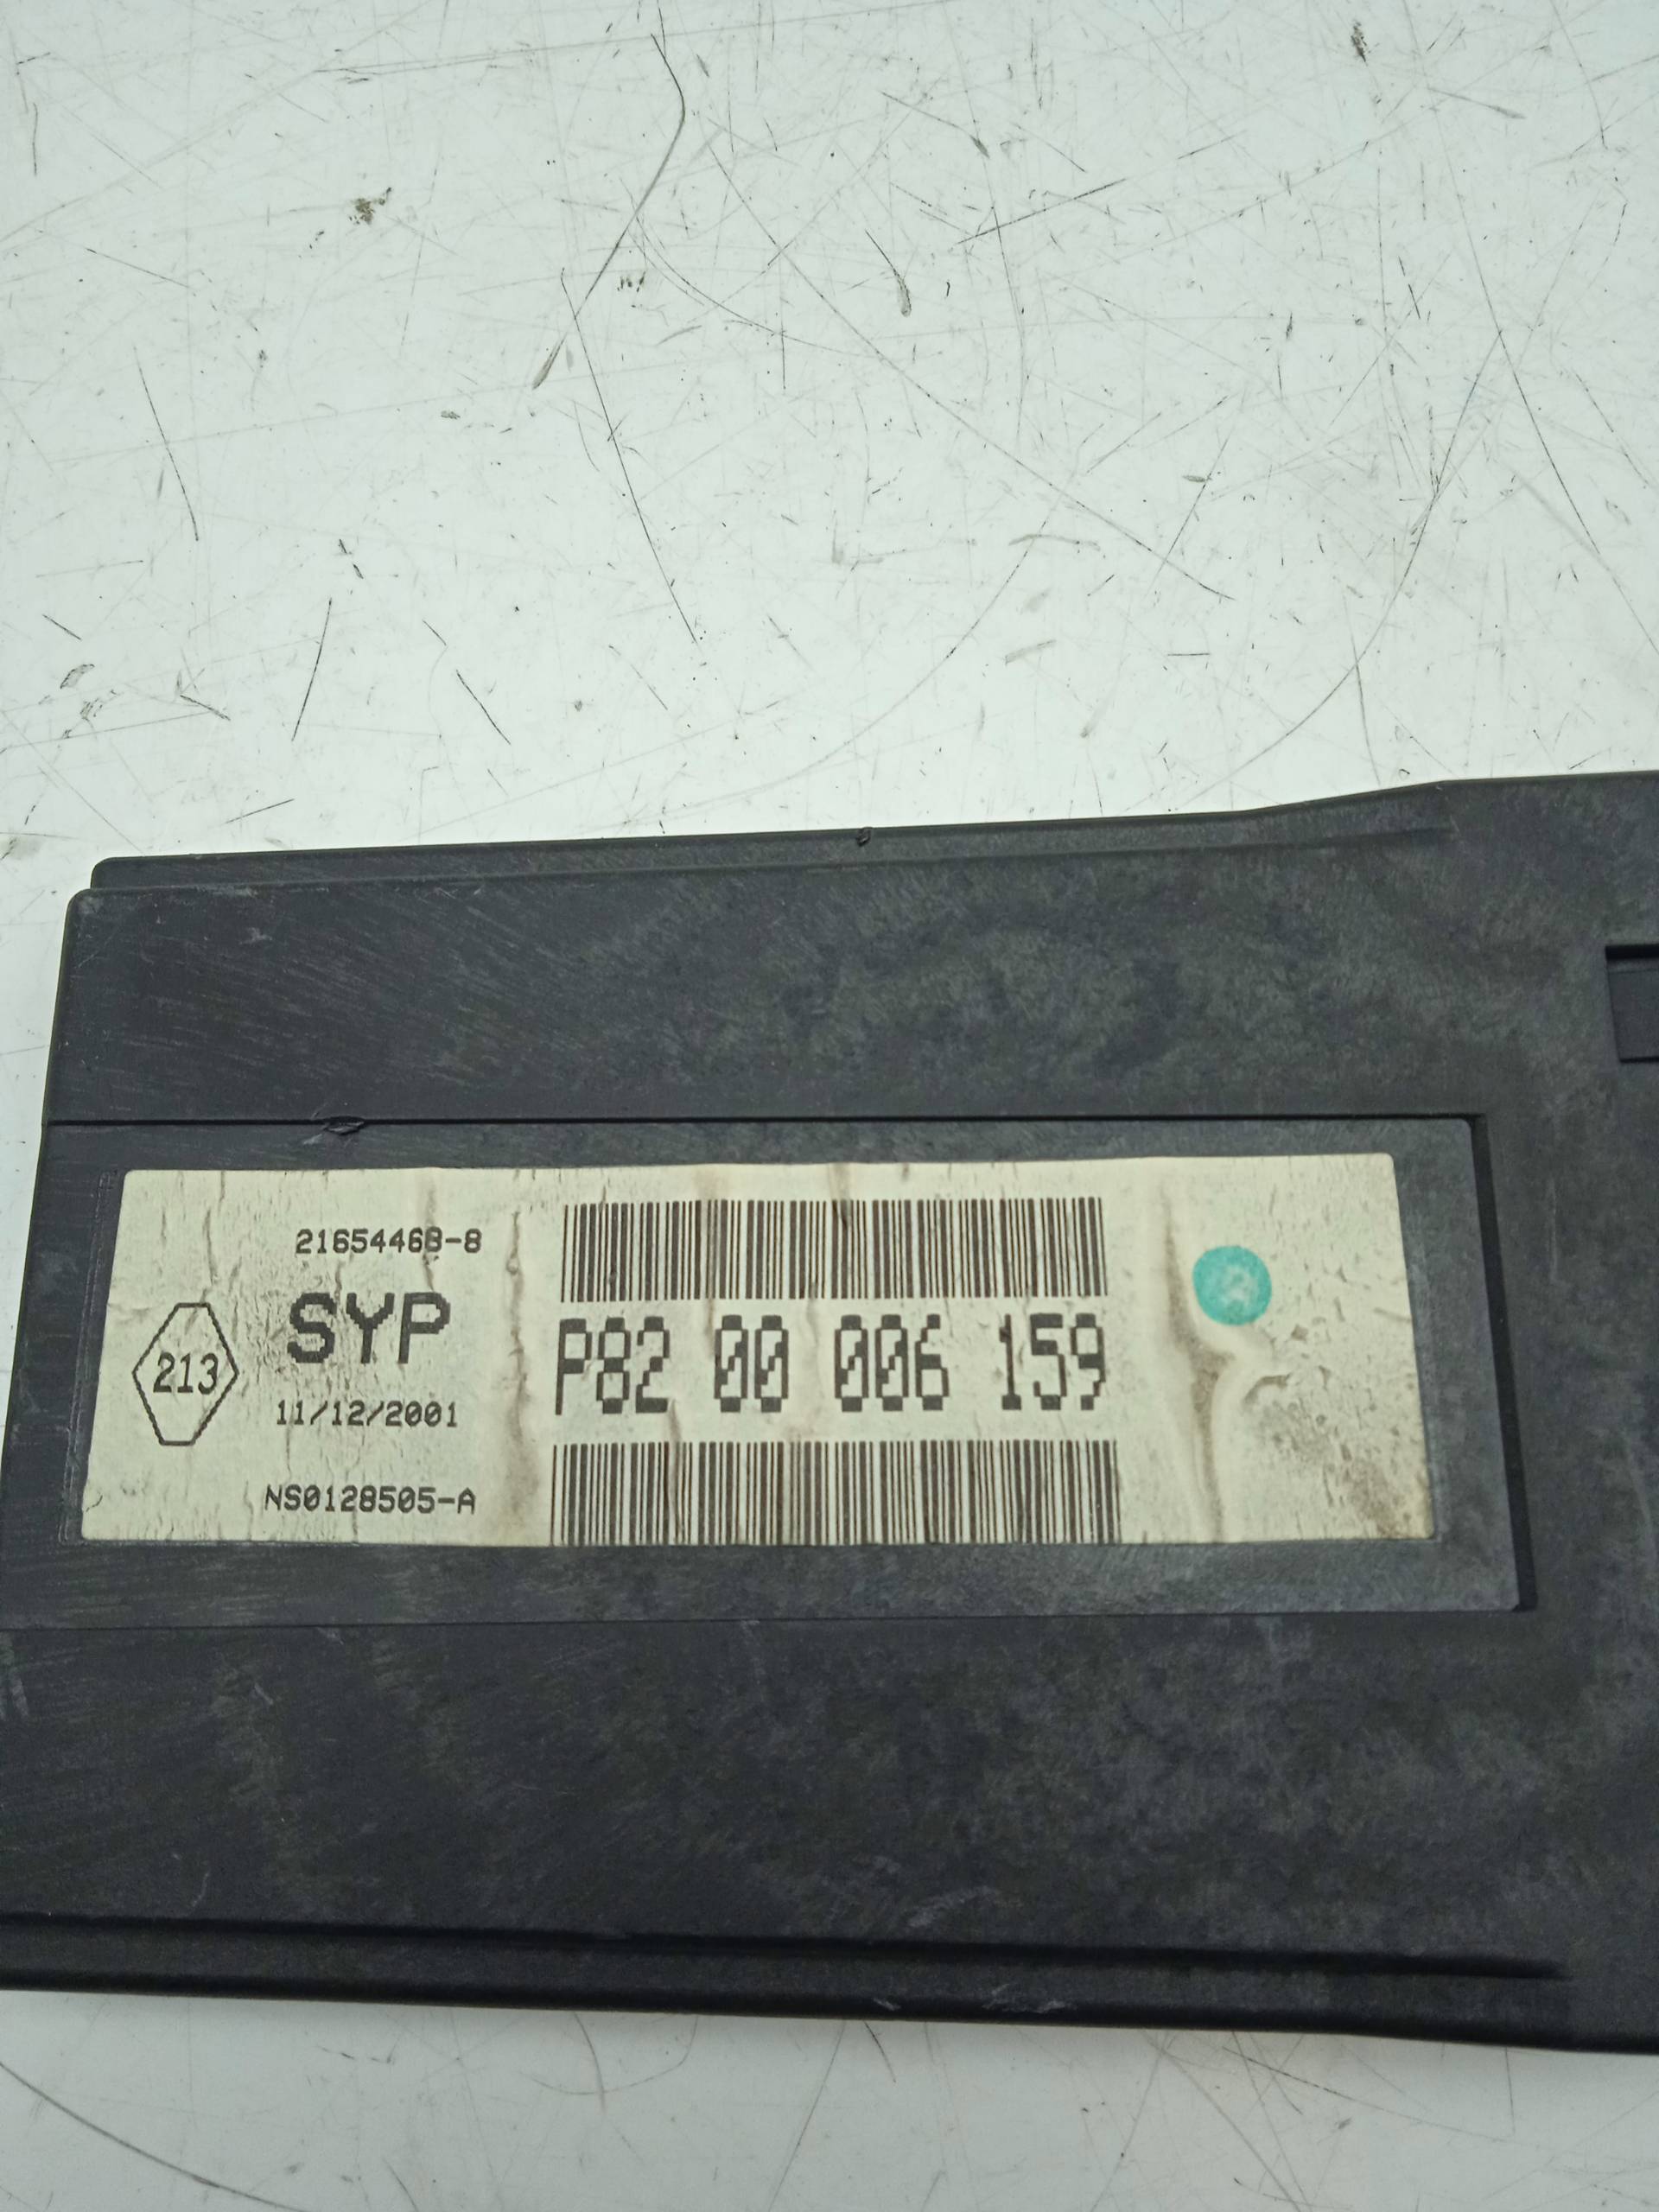 21654468-8
SYP
213
11/12/2001
NS0128505-A
P82 00 006 159